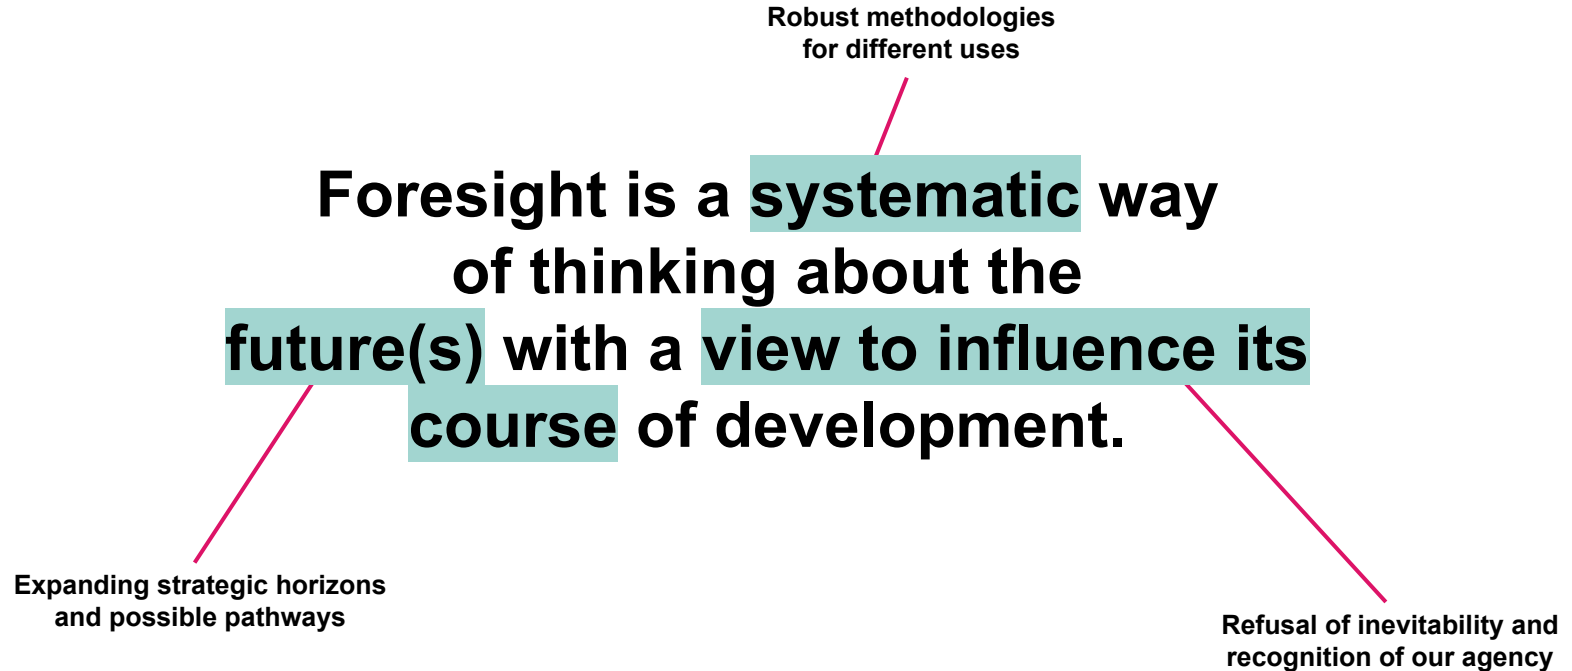 Robust methodologies
for different uses
Foresight is a systematic way
of thinking about the
future(s) with a view to influence its
course of development.
Expanding strategic horizons
and possible pathways
Refusal of inevitability and
recognition of our agency